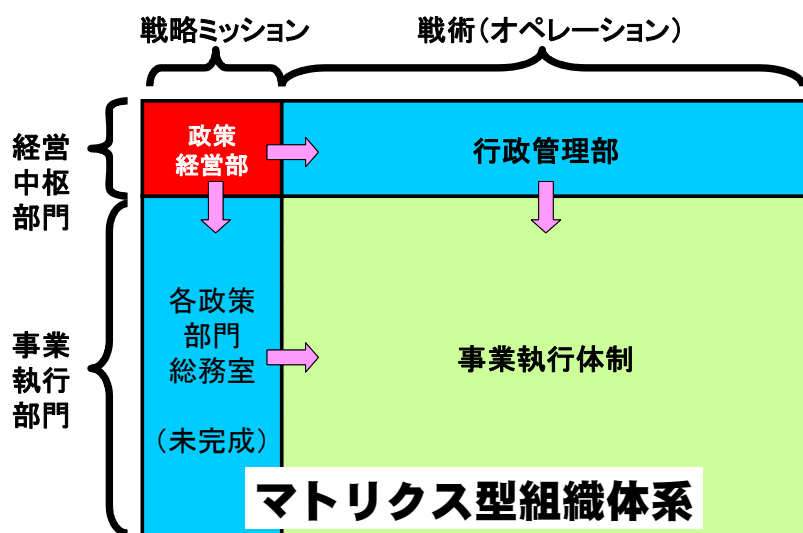 戦略ミッション
戦術(オペレーション)
経営
中枢
部門
政策
経営部
行政管理部
事業
執行
部門
各政策
部門
総務室
(未完成)
事業執行体制
マトリクス型組織体系